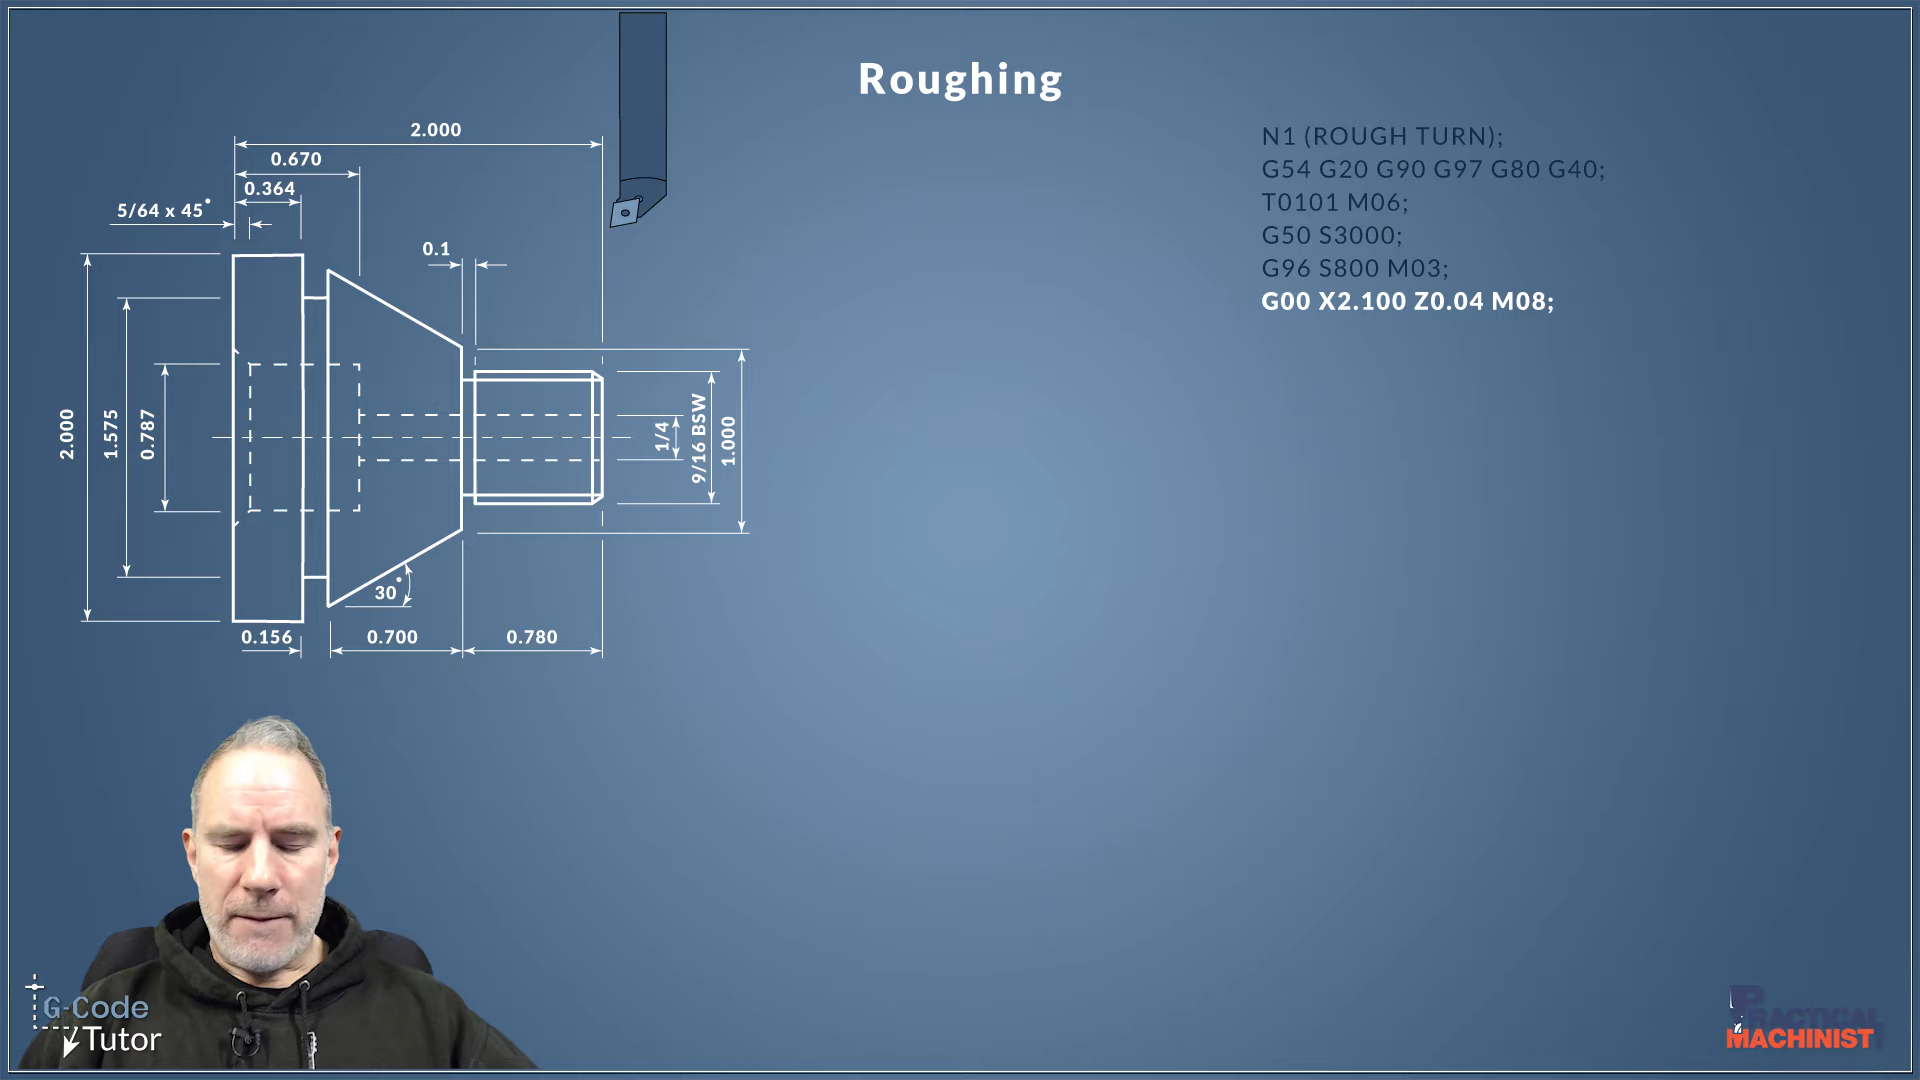 Roughing
2.000
0.670
0.364
5/64 x 45°
0.1
2.000
1.575
0.787
1/4
9/16 BSW
1.000
30°
0.156
0.700
0.780
N1 (ROUGH TURN);
G54 G20 G90 G97 G80 G40;
T0101 M06;
G50 S3000;
G96 S800 M03;
G00 X2.100 Z0.04 M08;
G-Code
Tutor
PRACTICAL
MACHINIST